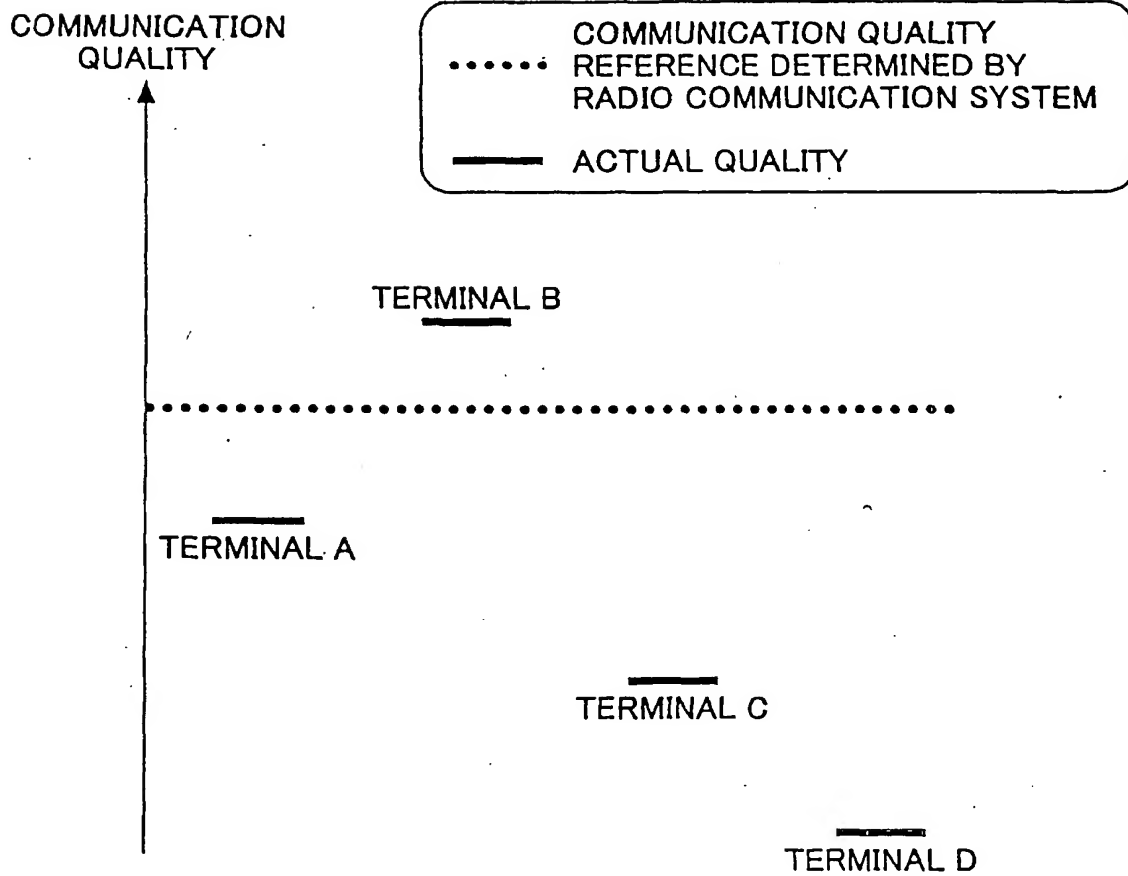 COMMUNICATION
QUALITY
COMMUNICATION QUALITY
REFERENCE DETERMINED BY
RADIO COMMUNICATION SYSTEM
ACTUAL QUALITY
TERMINAL B
TERMINAL A
TERMINAL C
TERMINAL D